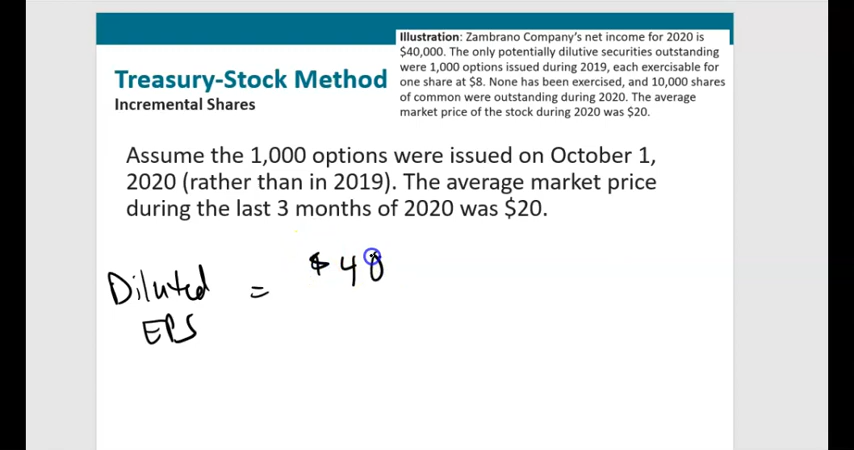 Illustration: Zambrano Company's net income for 2020 is
$40,000. The only potentially dilutive securities outstanding
were 1,000 options issued during 2019, each exercisable for
one share at $8. None has been exercised, and 10,000 shares
of common were outstanding during 2020. The average
market price of the stock during 2020 was $20.
Treasury-Stock Method
Incremental Shares
Assume the 1,000 options were issued on October 1,
2020 (rather than in 2019). The average market price
during the last 3 months of 2020 was $20.
Diluted = $40
EPS